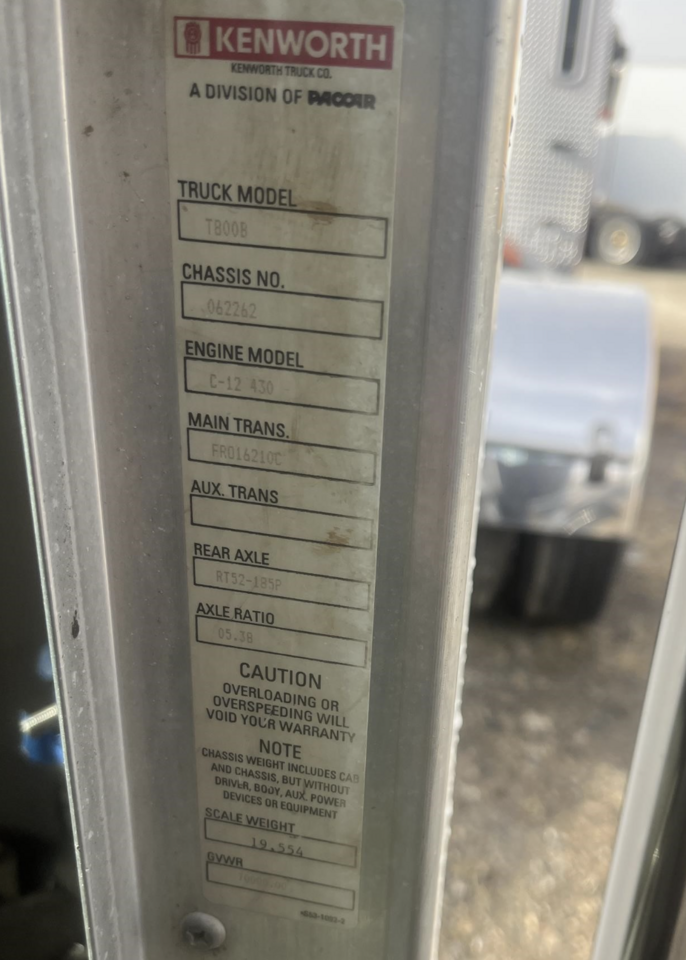 KENWORTH
KENWORTH TRUCK CO.
A DIVISION OF PACCAR
TRUCK MODEL
T800B
CHASSIS NO.
062262
ENGINE MODEL
C-12 430
MAIN TRANS.
FRO16210C
AUX. TRANS
REAR AXLE
RT52-185P
AXLE RATIO
05.38
CAUTION
OVERLOADING OR
OVERSPEEDING WILL
VOID YOUR WARRANTY
NOTE
CHASSIS WEIGHT INCLUDES CAB
AND CHASSIS, BUT WITHOUT
DRIVER, BODY, AUX. POWER
DEVICES OR EQUIPMENT
SCALE WEIGHT
19,554
GVWR